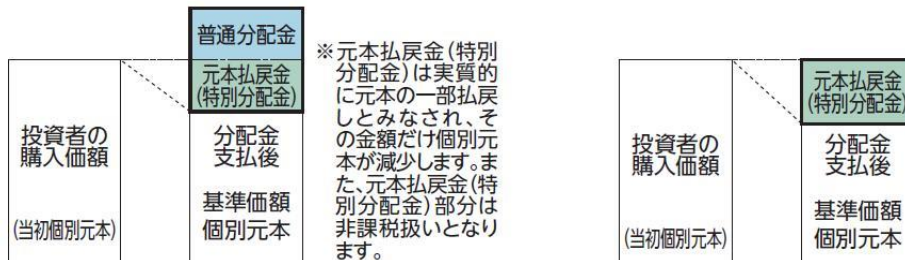 普通分配金
元本払戻金
(特別分配金)
投資者の
購入価額
(当初個別元本)
分配金
支払後
基準価額
個別元本
※元本払戻金(特別
分配金)は実質的
に元本の一部払戻
しとみなされ、そ
の金額だけ個別元
本が減少します。ま
た、元本払戻金(特
別分配金)部分は
非課税扱いとなり
ます。
元本払戻金
(特別分配金)
投資者の
購入価額
(当初個別元本)
分配金
支払後
基準価額
個別元本